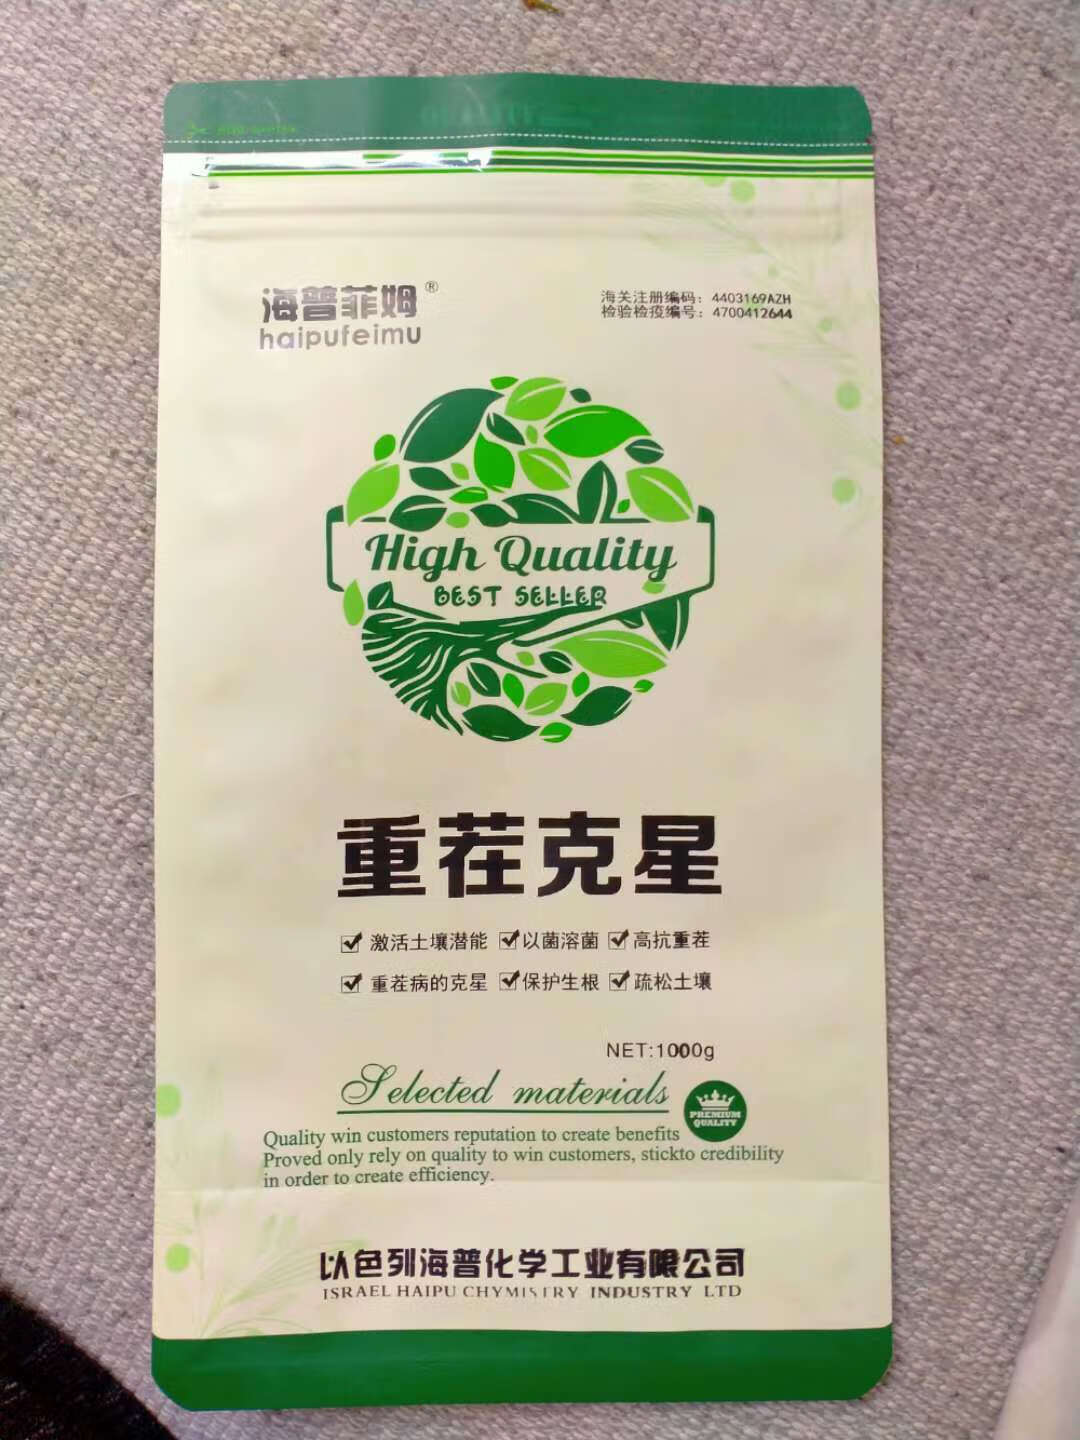 海普菲姆®
haipufeimu
海关注册编码：4403169AZH
检验检疫编号：4700412644
High Quality
BEST SELLER
重茬克星
激活土壤潜能 以菌溶菌 高抗重茬
重茬病的克星 保护生根 疏松土壤
NET:1000g
Selected materials
PREMIUM
QUALITY
Quality win customers reputation to create benefits
Proved only rely on quality to win customers, stickto credibility
in order to create efficiency.
以色列海普化学工业有限公司
ISRAEL HAIPU CHYMISTRY INDUSTRY LTD